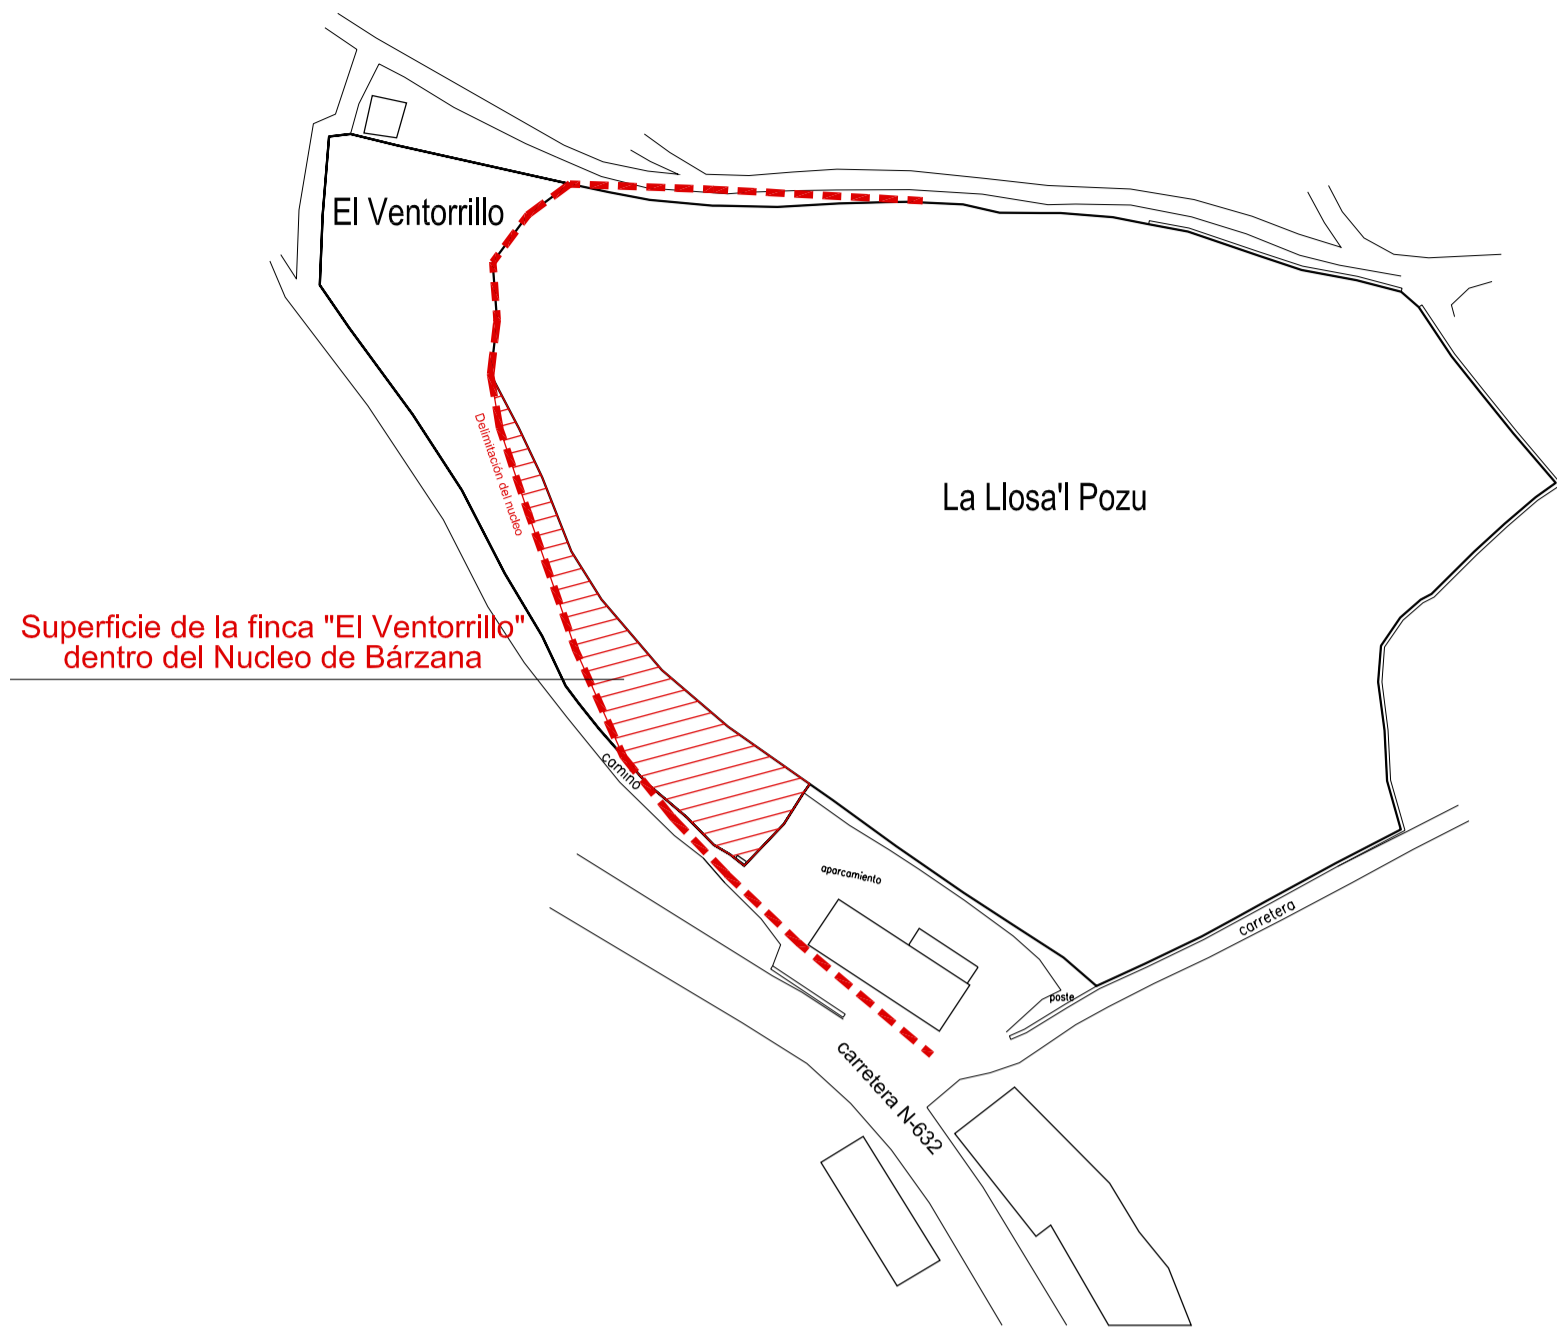 El Ventorrillo
La Llosa'l Pozu
Delimitación del nucleo
Superficie de la finca "El Ventorrillo"
dentro del Nucleo de Bárzana
camino
aparcamiento
carretera
poste
carretera N-632